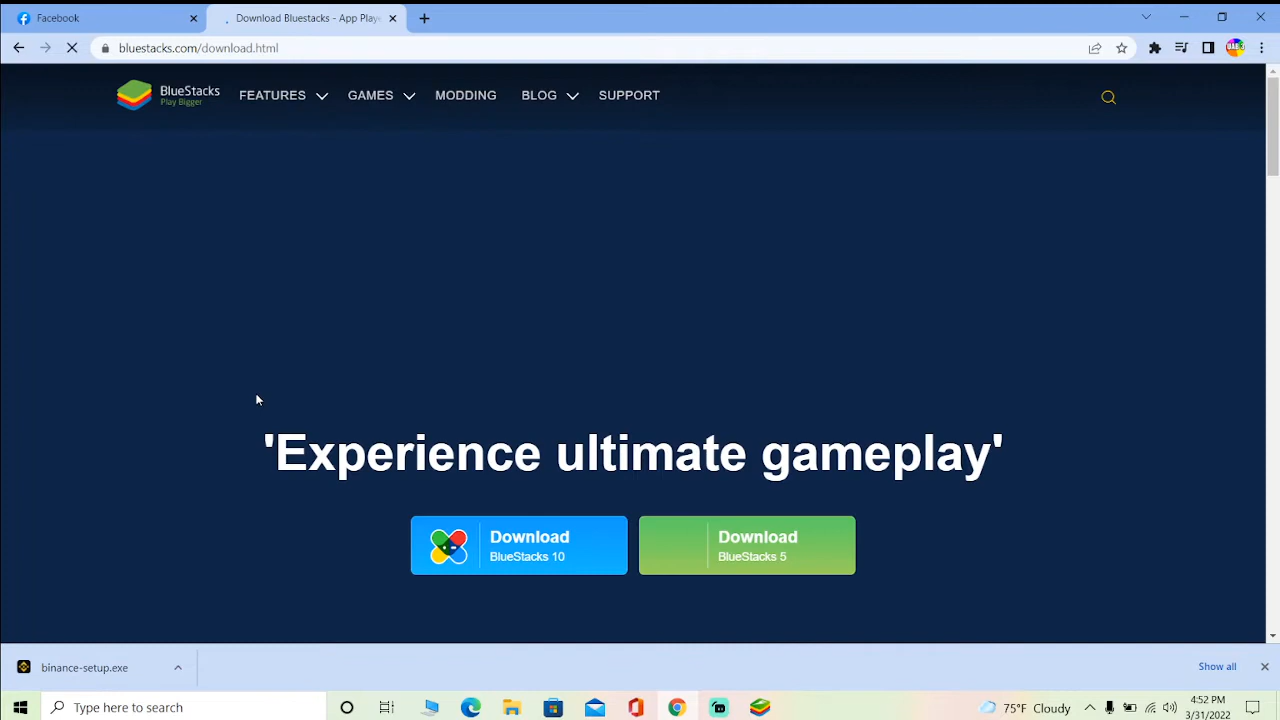 Facebook
Download Bluestacks - App Playe
bluestacks.com/download.html
BlueStacks
Play Bigger
FEATURES
GAMES
MODDING
BLOG
SUPPORT
'Experience ultimate gameplay'
Download
BlueStacks 10
Download
BlueStacks 5
binance-setup.exe
Show all
Type here to search
75°F Cloudy
4:52 PM
3/31/2022